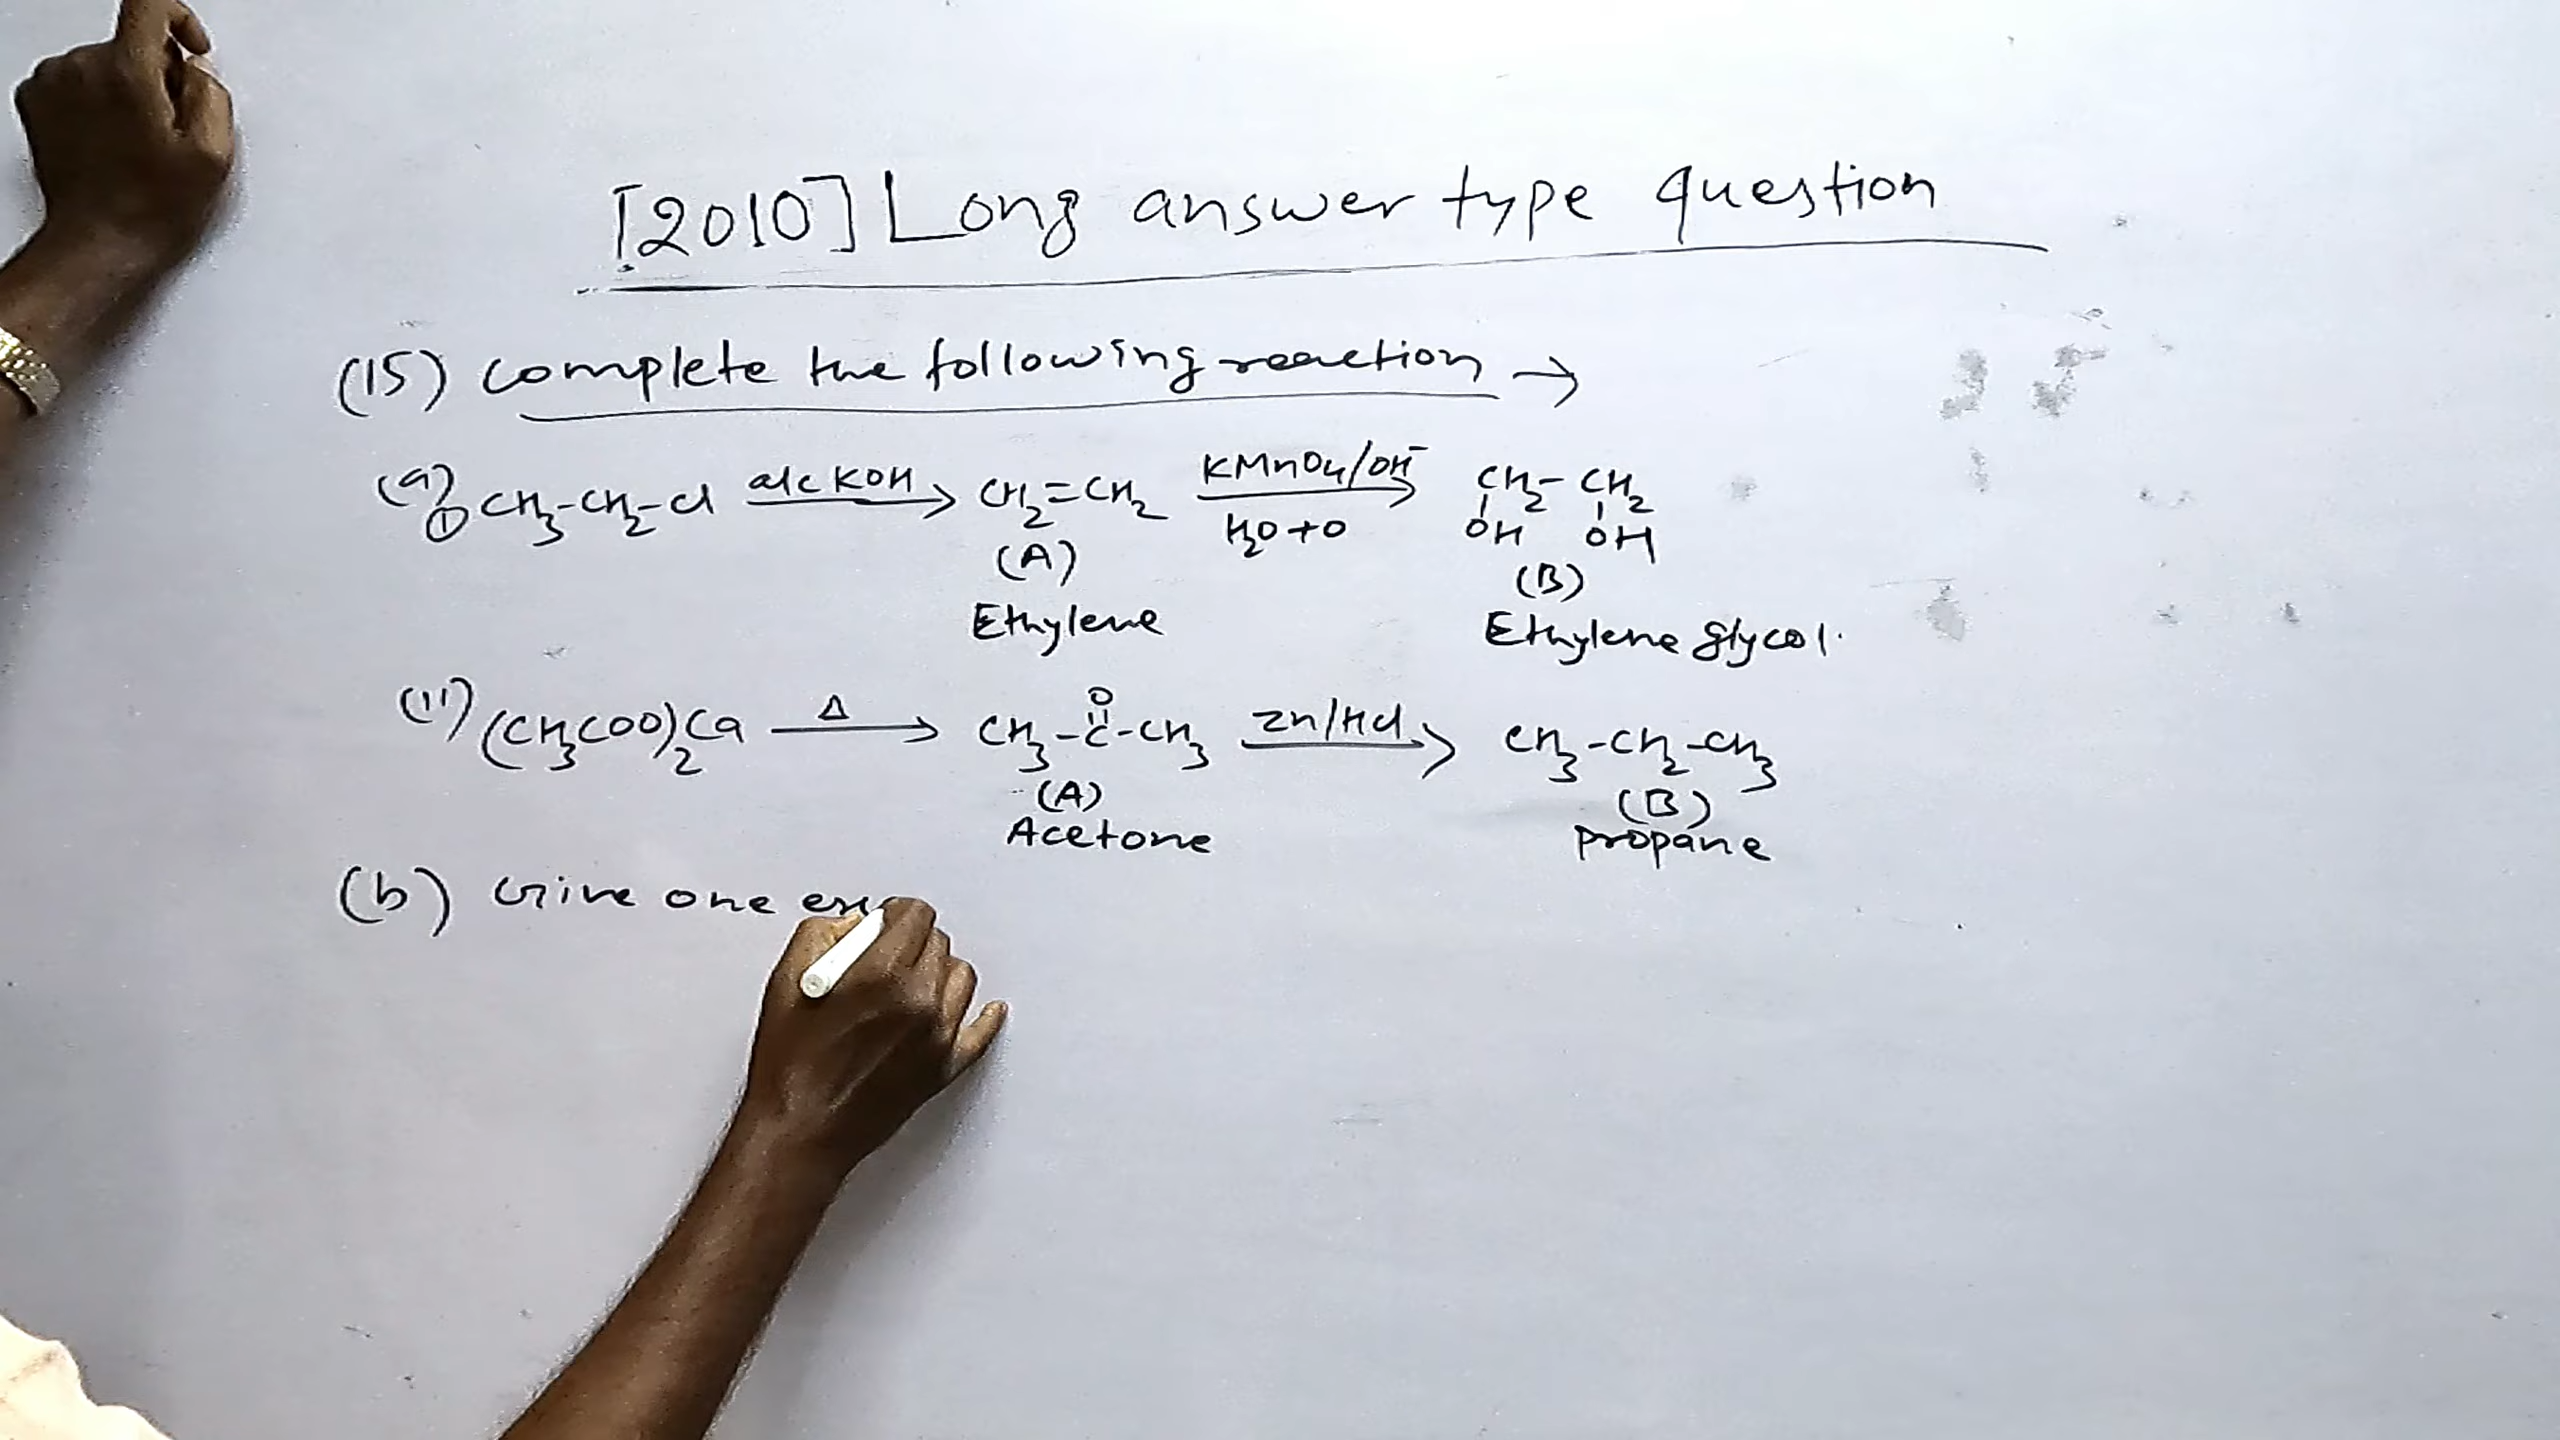 [2010] Long answer type question
(15) Complete the following reaction →
(a) ① CH3-CH2-Cl alc KOH → CH2=CH2 KMnO4/OH- → H2O+O CH2-CH2
OH OH
(A) (B)
Ethylene Ethylene glycol.
(ii) (CH3COO)2Ca Δ → CH3-C-CH3 Zn/HCl → CH3-CH2-CH3
O
(A) (B)
Acetone propane
(b) Give one